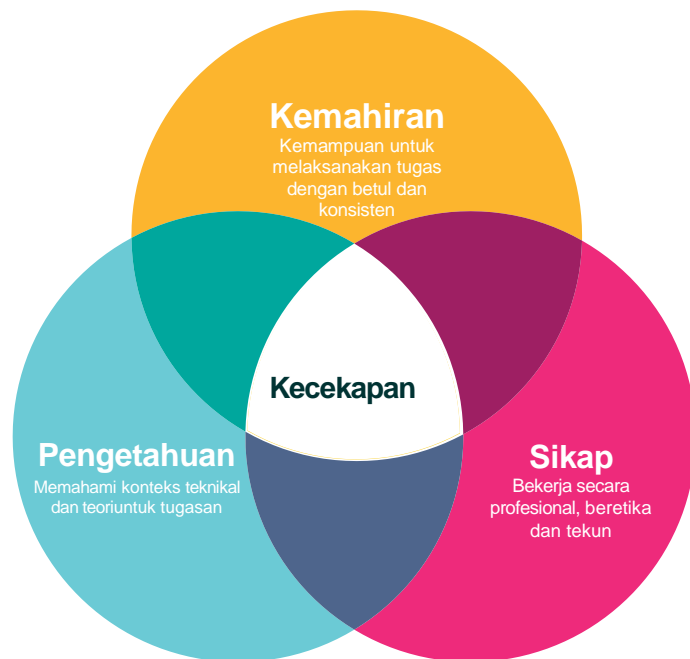 Kemahiran
Kemampuan untuk
melaksanakan tugas
dengan betul dan
konsisten
Kecekapan
Pengetahuan
Memahami konteks teknikal
dan teoriuntuk tugasan
Sikap
Bekerja secara
profesional, beretika
dan tekun